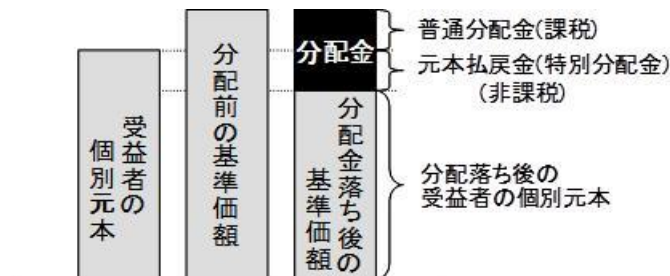 受益者の
個別元本
分配前の基準価額
分配金
分配金落ち後の
基準価額
普通分配金(課税)
元本払戻金(特別分配金)
(非課税)
分配落ち後の
受益者の個別元本